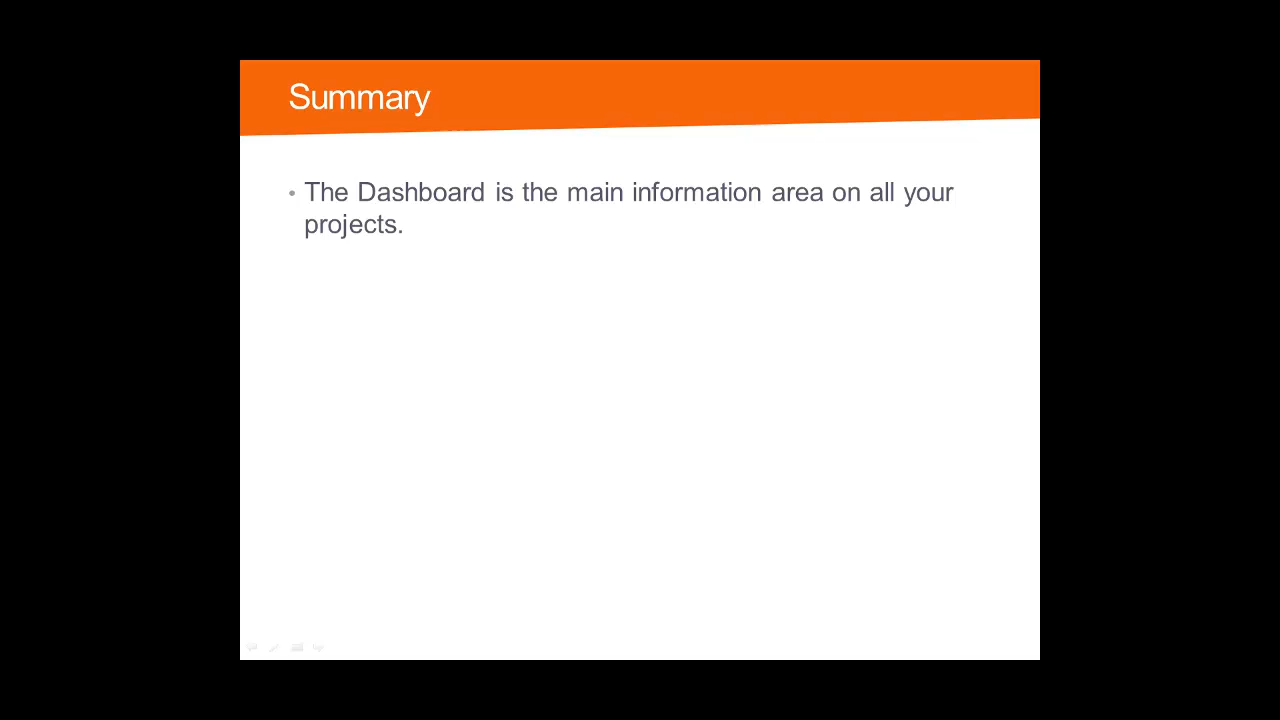 Summary
• The Dashboard is the main information area on all your
projects.